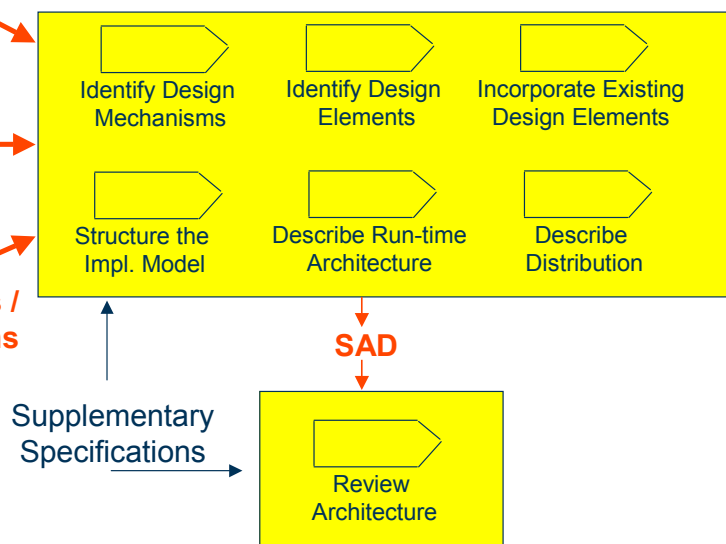 Identify Design
Mechanisms
Identify Design
Elements
Incorporate Existing
Design Elements
Structure the
Impl. Model
Describe Run-time
Architecture
Describe
Distribution
/
SAD
Supplementary
Specifications
Review
Architecture